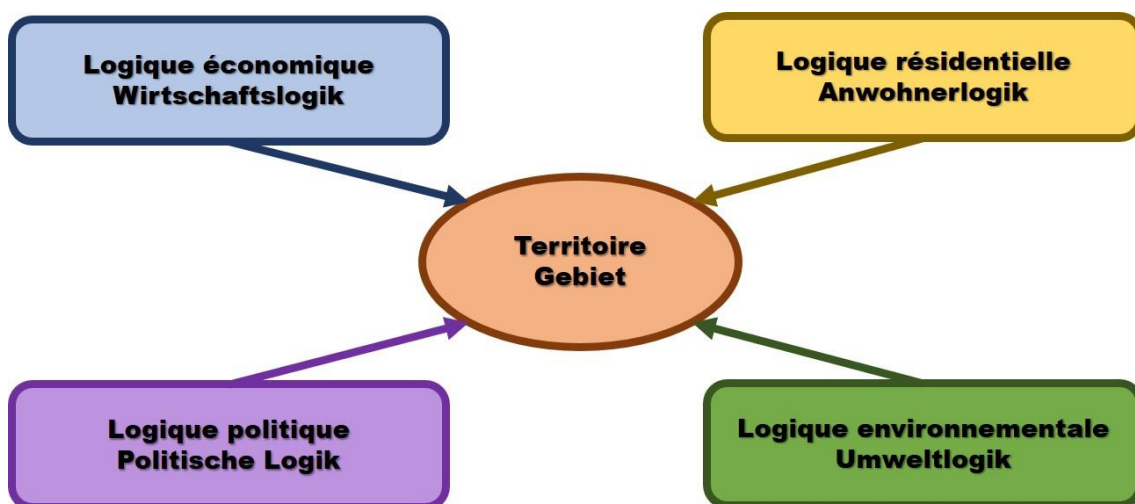 Logique économique
Wirtschaftslogik
Logique résidentielle
Anwohnerlogik
Territoire
Gebiet
Logique politique
Politische Logik
Logique environnementale
Umweltlogik